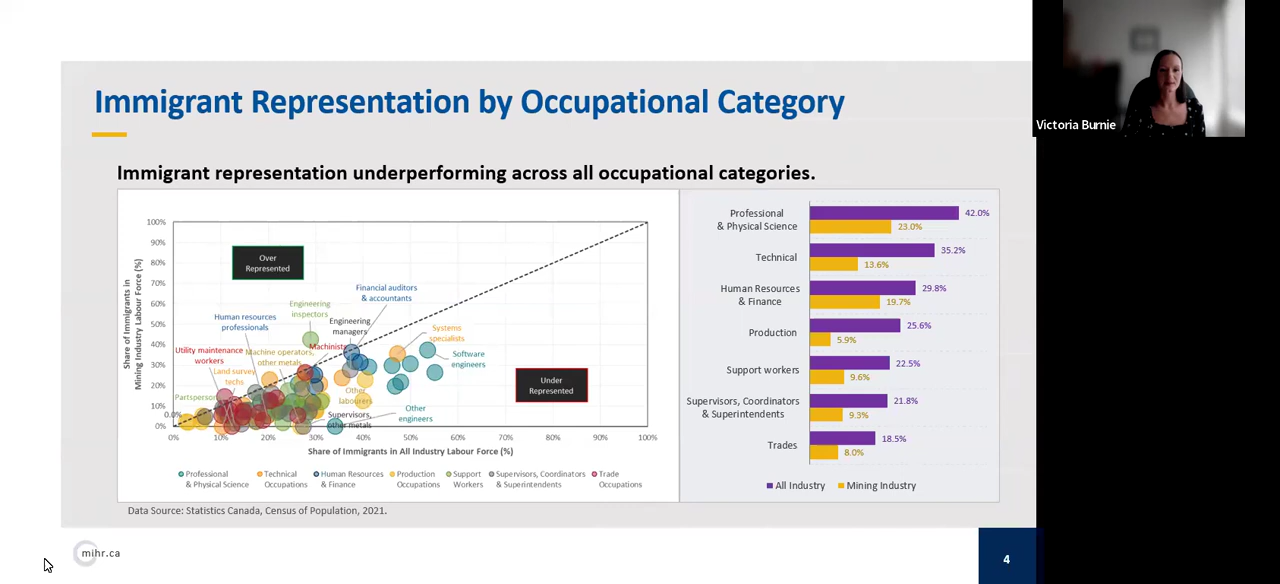 Victoria Burnie
Immigrant Representation by Occupational Category
Immigrant representation underperforming across all occupational categories.
Share of Immigrants in
Mining Industry Labour Force (%)
100%
90%
80%
70%
60%
50%
40%
30%
20%
10%
0%
0.0%
Over
Represented
Under
Represented
Financial auditors
& accountants
Engineering
inspectors
Human resources
professionals
Engineering
managers
Systems
specialists
Software
engineers
Machinists
Utility maintenance
workers
Machine operators,
other metals
Land survey
techs
Partsperson
Other
labourers
Supervisors,
other metals
Other
engineers
0%
10%
20%
30%
40%
50%
60%
70%
80%
90%
100%
Share of Immigrants in All Industry Labour Force (%)
Professional
& Physical Science
Technical
Occupations
Human Resources
& Finance
Production
Occupations
Support
Workers
Supervisors, Coordinators
& Superintendents
Trade
Occupations
Professional
& Physical Science
42.0%
23.0%
Technical
35.2%
13.6%
Human Resources
& Finance
29.8%
19.7%
Production
25.6%
5.9%
Support workers
22.5%
9.6%
Supervisors, Coordinators
& Superintendents
21.8%
9.3%
Trades
18.5%
8.0%
All Industry
Mining Industry
Data Source: Statistics Canada, Census of Population, 2021.
mihr.ca
4